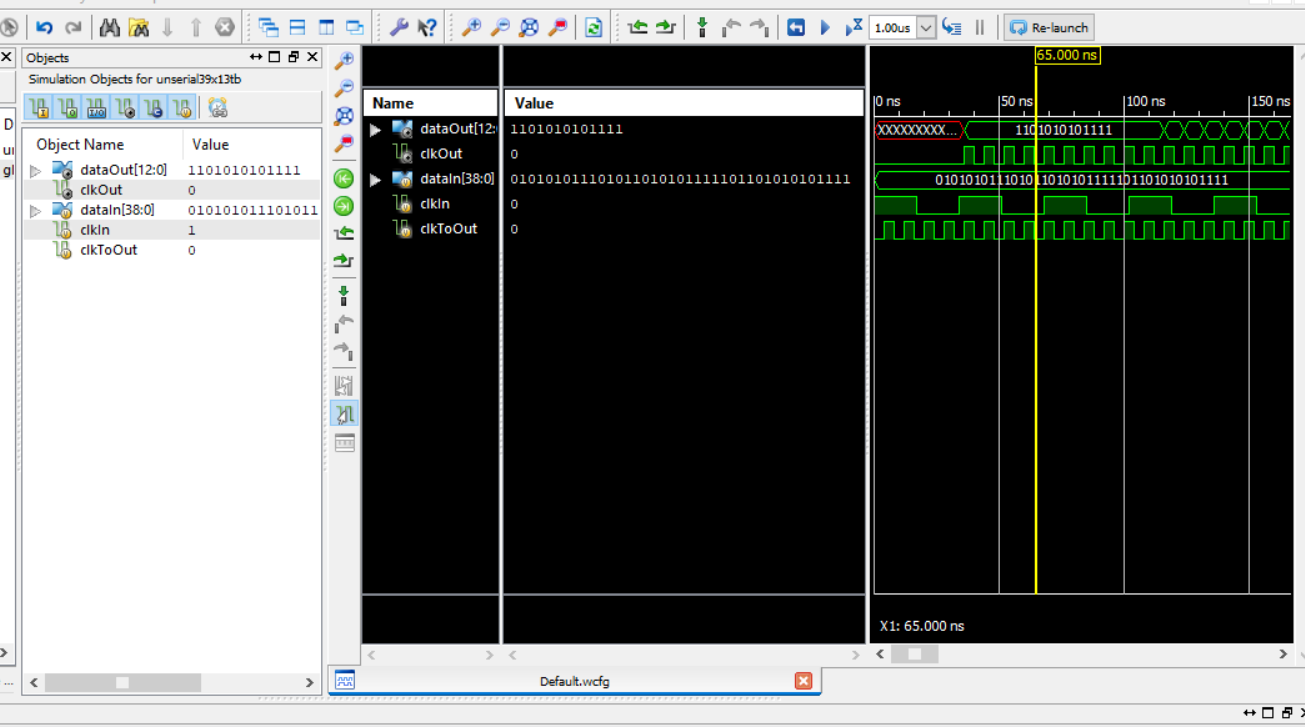 1.00us
Re-launch
Objects
Simulation Objects for unserial39x13tb
Object Name Value
dataOut[12:0] 1101010101111
clkOut 0
dataIn[38:0] 010101011101011
clkIn 1
clkToOut 0
Name Value
dataOut[12: 1101010101111
clkOut 0
dataIn[38:0] 010101011101011010101111101101010101111
clkIn 0
clkToOut 0
65.000 ns
0 ns 50 ns 100 ns 150 ns
XXXXXXXXX... 1101010101111
010101011101011010101111101101010101111
X1: 65.000 ns
Default.wcfg